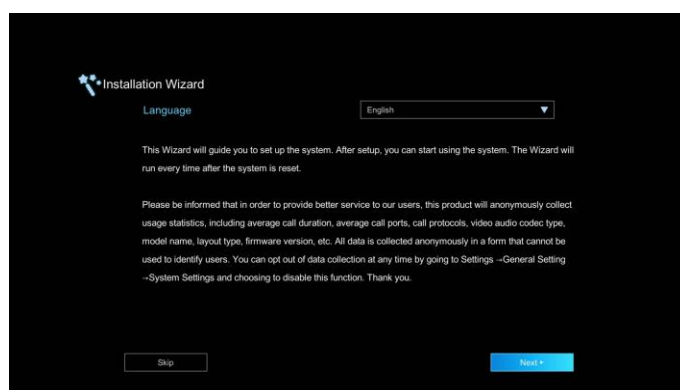 Installation Wizard
Language
English
This Wizard will guide you to set up the system. After setup, you can start using the system. The Wizard will
run every time after the system is reset.
Please be informed that in order to provide better service to our users, this product will anonymously collect
usage statistics, including average call duration, average call ports, call protocols, video audio codec type,
model name, layout type, firmware version, etc. All data is collected anonymously in a form that cannot be
used to identify users. You can opt out of data collection at any time by going to Settings →General Setting
→System Settings and choosing to disable this function. Thank you.
Skip
Next